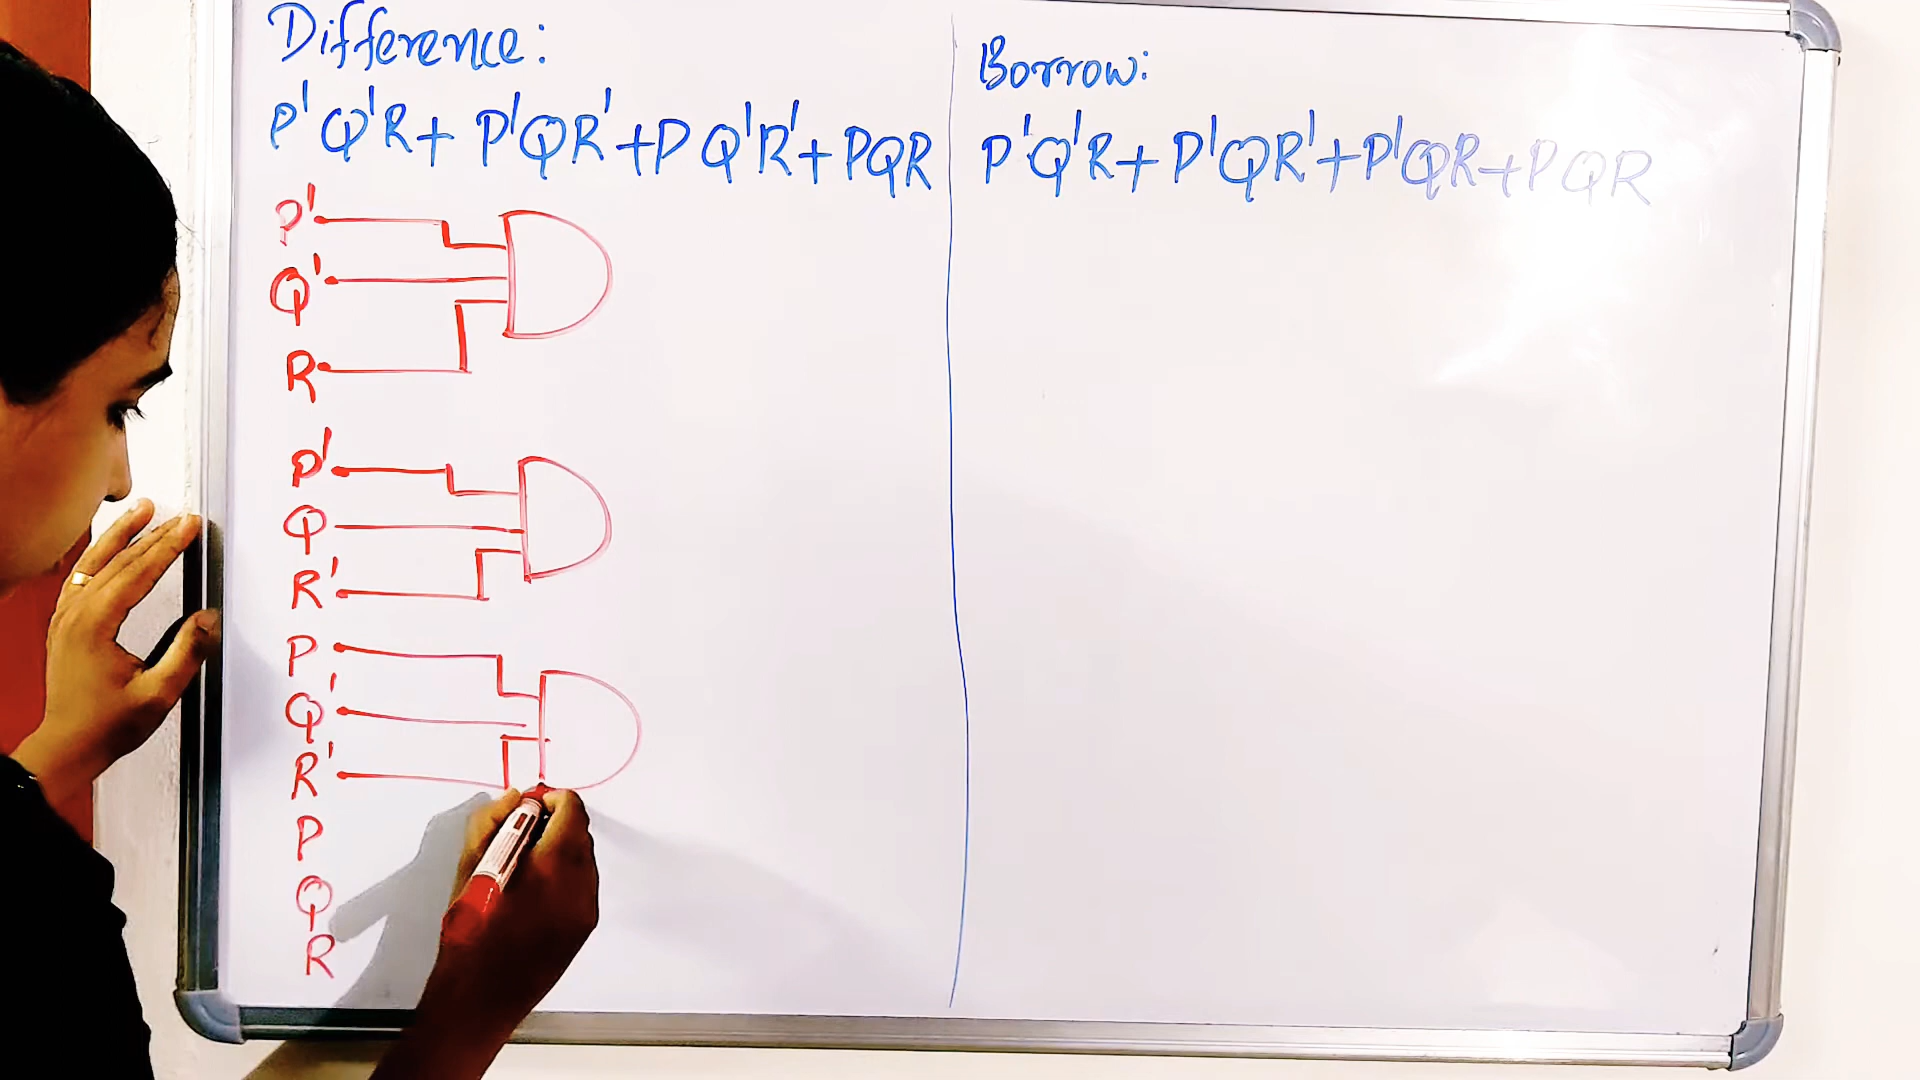 Difference:
P'Q'R + P'QR' + PQ'R' + PQR
P'
Q'
R
P'
Q
R'
P
Q'
R'
P
Q
R
Borrow:
P'Q'R + P'QR' + P'QR + PQR